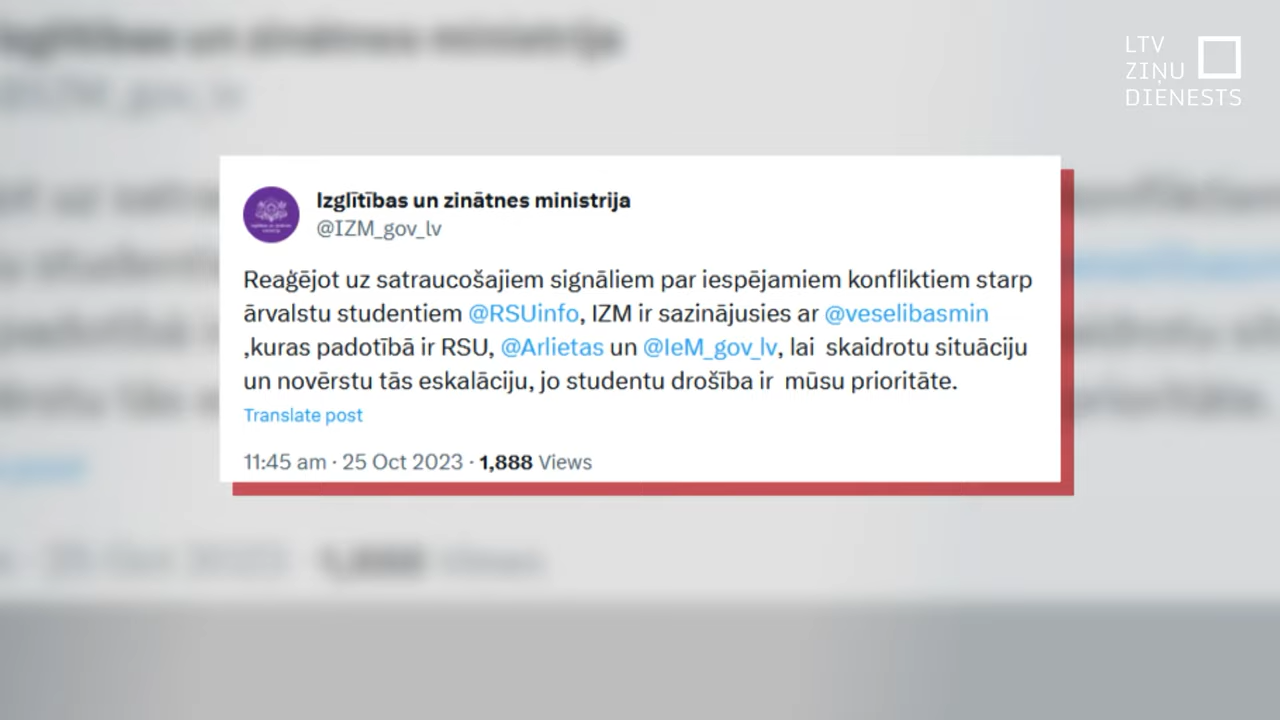 LTV
ZIŅU
DIENESTS
Izglītības un zinātnes ministrija
@IZM_gov_lv
Reaģējot uz satraucošajiem signāliem par iespējamiem konfliktiem starp
ārvalstu studentiem @RSUinfo, IZM ir sazinājusies ar @veselibasmin
,kuras padotībā ir RSU, @Arlietas un @IeM_gov_lv, lai skaidrotu situāciju
un novērstu tās eskalāciju, jo studentu drošība ir mūsu prioritāte.
Translate post
11:45 am · 25 Oct 2023 · 1,888 Views